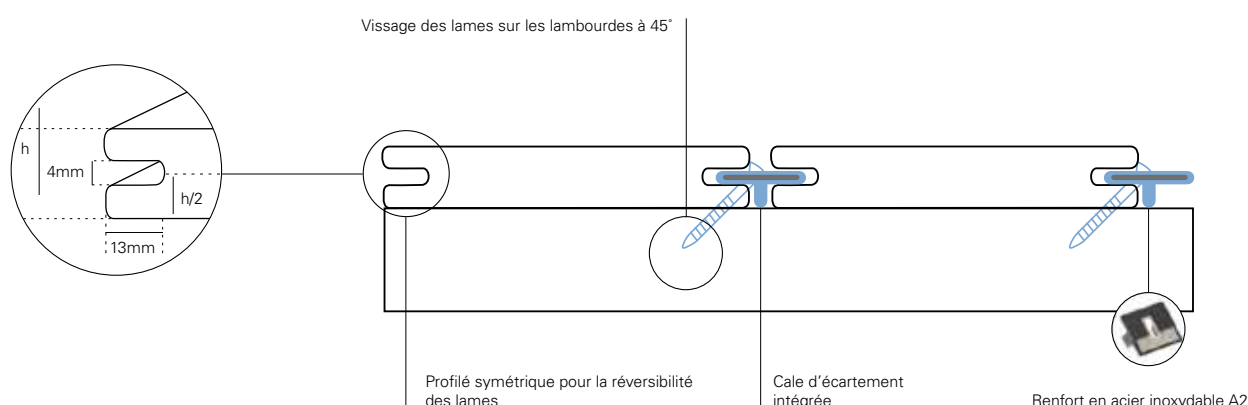 Vissage des lames sur les lambourdes à 45°
h
4mm
h/2
13mm
Profilé symétrique pour la réversibilité
des lames
Cale d'écartement
intégrée
Renfort en acier inoxydable A2